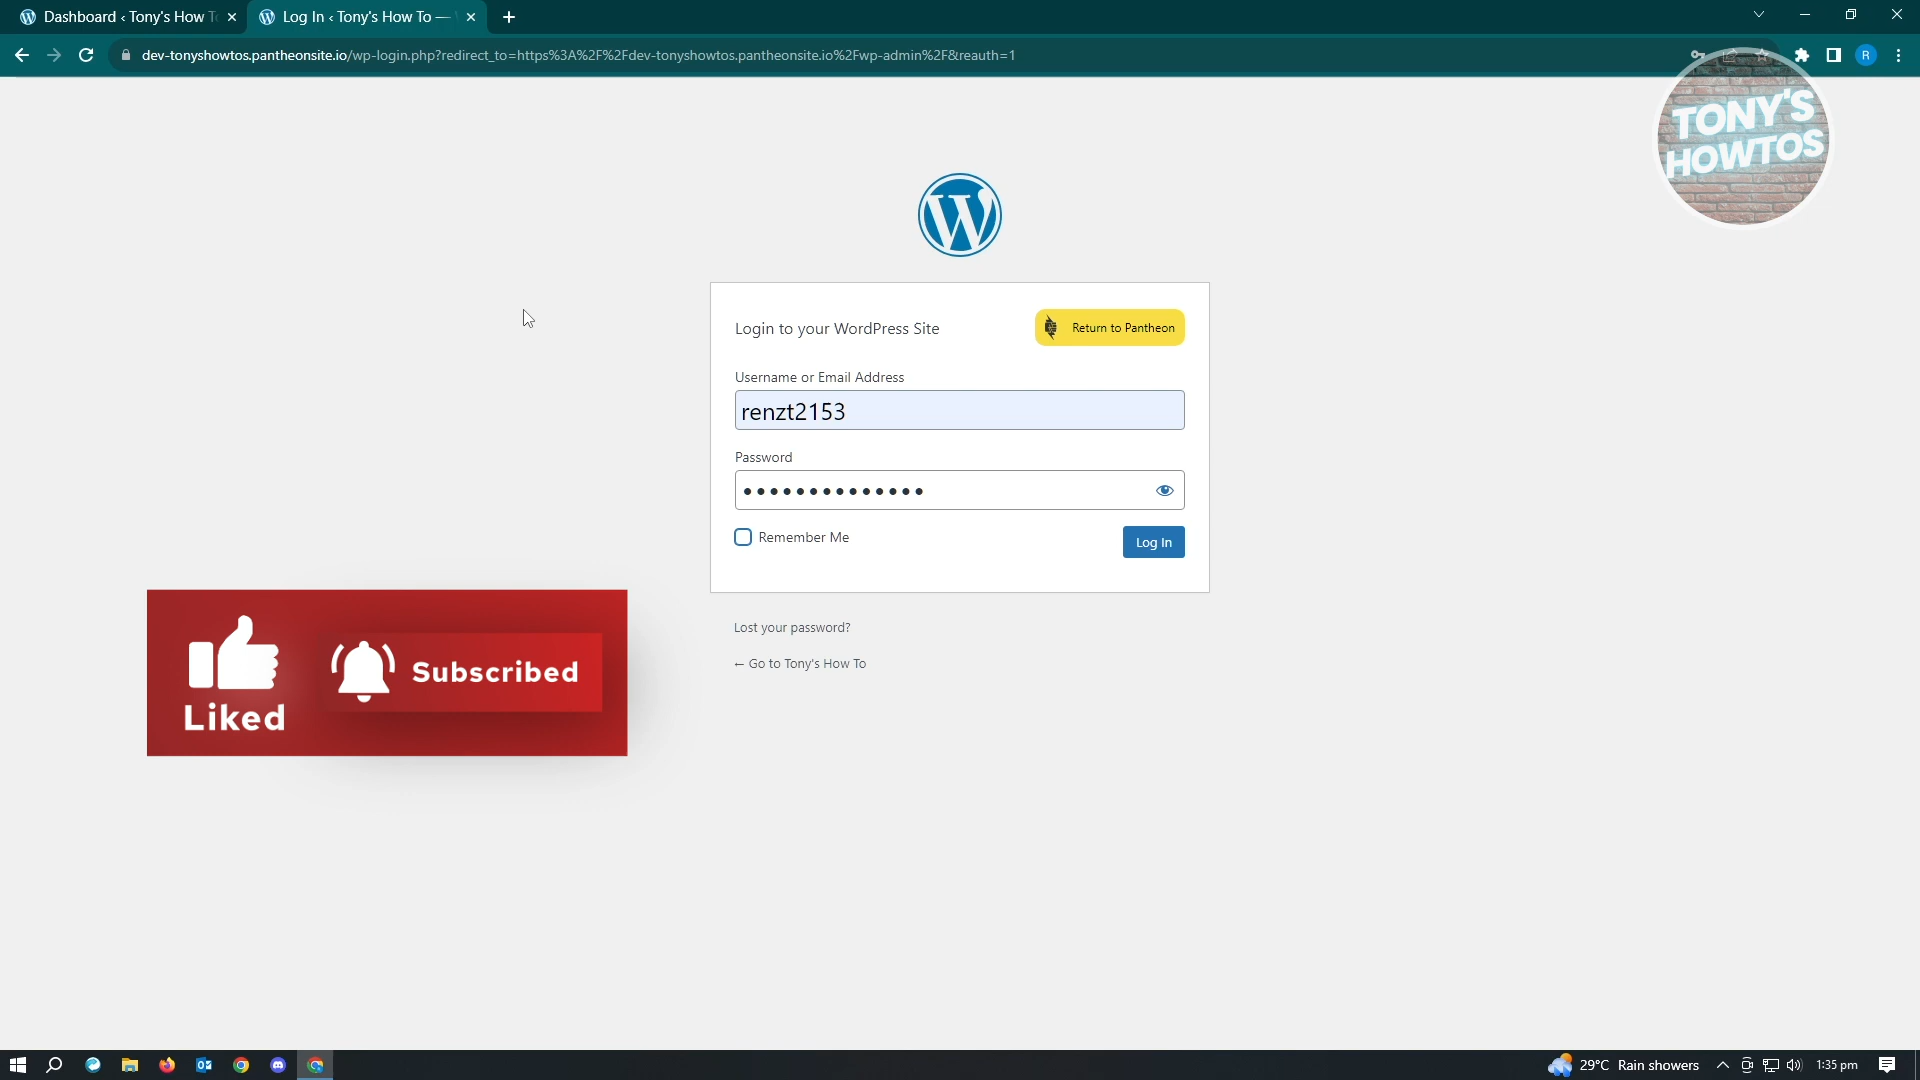 Dashboard ‹ Tony's How T
Log In ‹ Tony's How To —
dev-tonyshowtos.pantheonsite.io/wp-login.php?redirect_to=https%3A%2F%2Fdev-tonyshowtos.pantheonsite.io%2Fwp-admin%2F&reauth=1
R
TONY'S
HOWTOS
Login to your WordPress Site
Return to Pantheon
Username or Email Address
renzt2153
Password
Remember Me
Log In
Lost your password?
← Go to Tony's How To
Liked
Subscribed
29°C Rain showers
1:35 pm